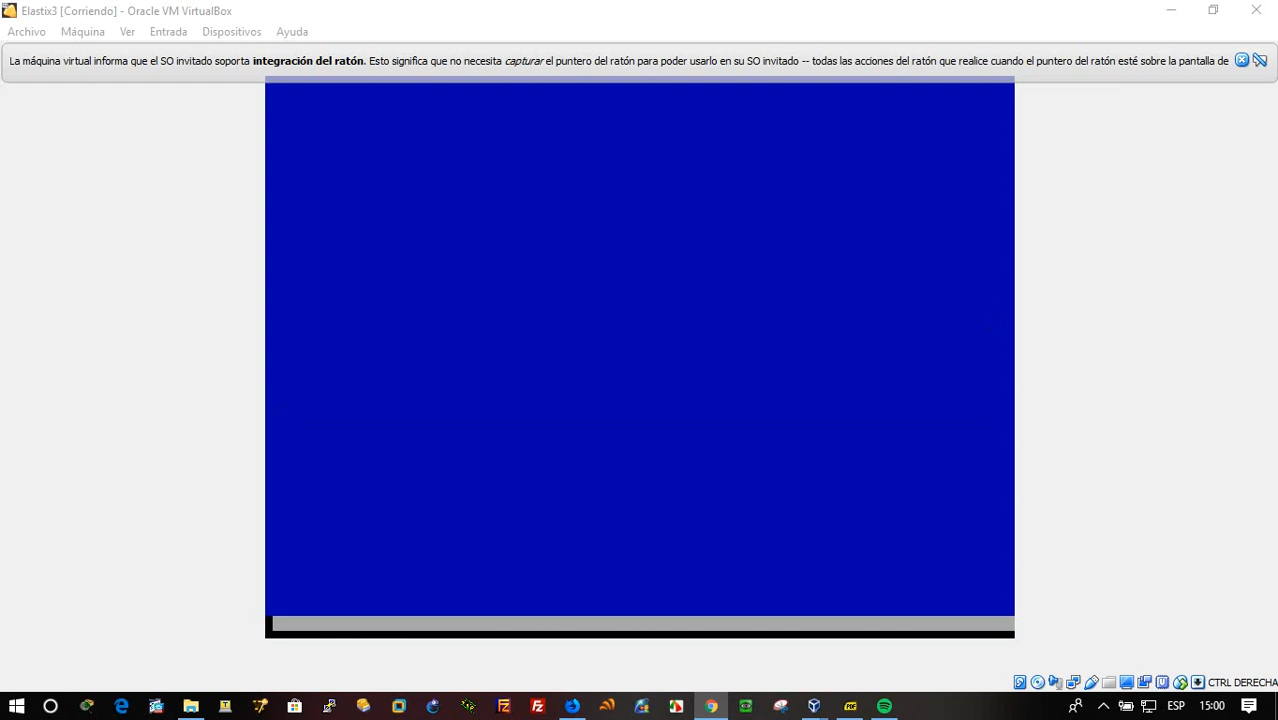 Elastix3 [Corriendo] - Oracle VM VirtualBox
Archivo Máquina Ver Entrada Dispositivos Ayuda
La máquina virtual informa que el SO invitado soporta integración del ratón. Esto significa que no necesita capturar el puntero del ratón para poder usarlo en su SO invitado -- todas las acciones del ratón que realice cuando el puntero del ratón esté sobre la pantalla de
CTRL DERECHA
ESP 15:00